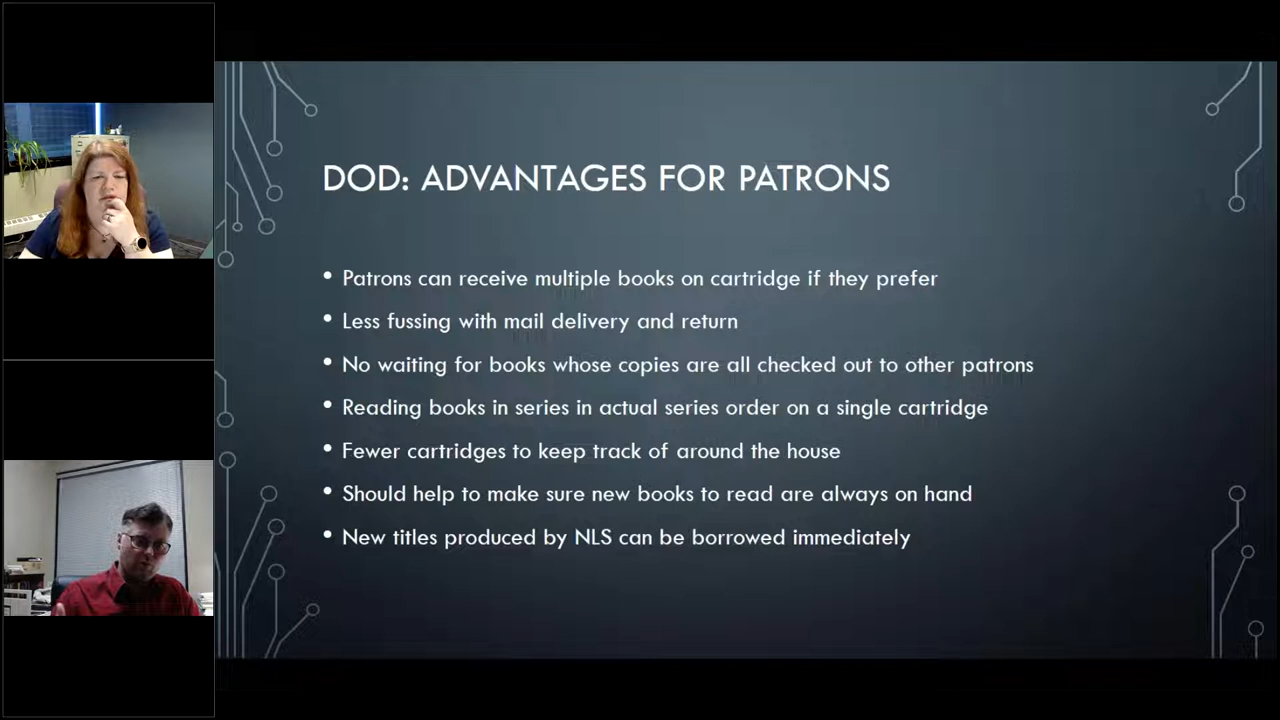 DOD: ADVANTAGES FOR PATRONS
• Patrons can receive multiple books on cartridge if they prefer
• Less fussing with mail delivery and return
• No waiting for books whose copies are all checked out to other patrons
• Reading books in series in actual series order on a single cartridge
• Fewer cartridges to keep track of around the house
• Should help to make sure new books to read are always on hand
• New titles produced by NLS can be borrowed immediately